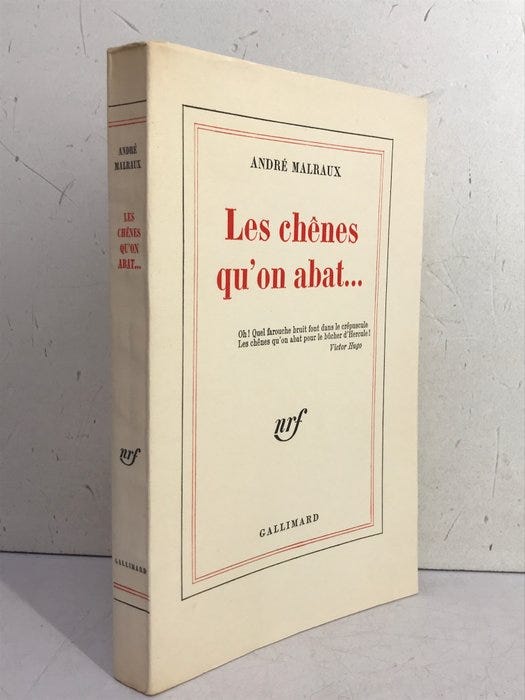 ANDRÉ
MALRAUX
LES
CHÊNES
QU'ON
ABAT...
nrf
GALLIMARD
ANDRÉ MALRAUX
Les chênes
qu'on abat...
Oh! Quel farouche bruit font dans le crépuscule
Les chênes qu'on abat pour le bûcher d'Hercule!
Victor Hugo
nrf
GALLIMARD